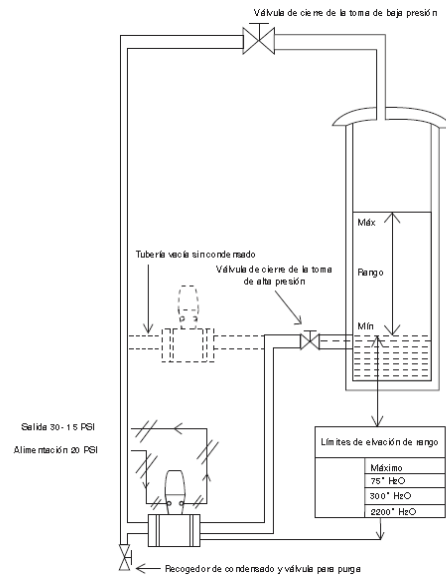 Válvula de cierre de la toma de baja presión
Máx
Tubería vacía sin condensado
Válvula de cierre de la toma
de alta presión
Rango
Mín
Salida 30- 15 PSI
Alimentación 20 PSI
Límites de elvación de rango
Máximo
75" H2O
300" H2O
2200" H2O
Recogedor de condensado y válvula para purga